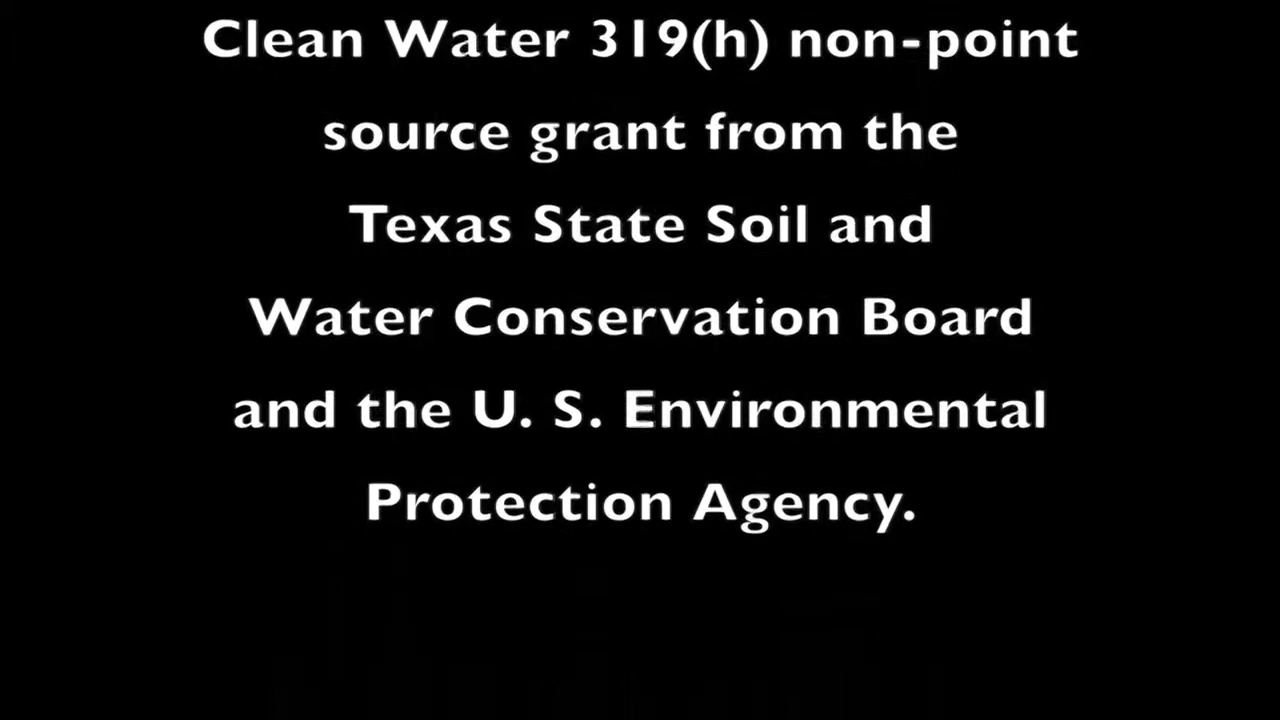 Clean Water 319(h) non-point
source grant from the
Texas State Soil and
Water Conservation Board
and the U. S. Environmental
Protection Agency.